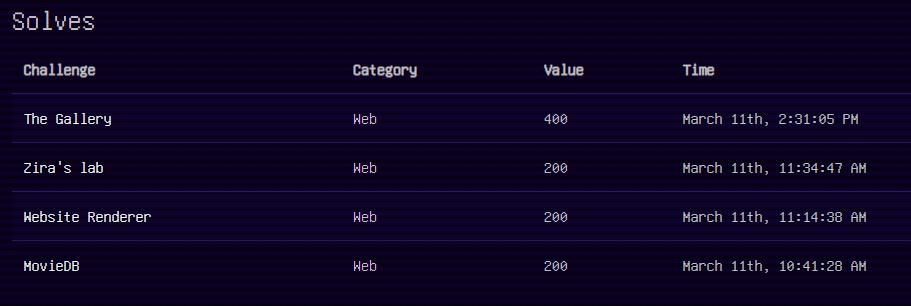 Solves
Challenge Category Value Time
The Gallery Web 400 March 11th, 2:31:05 PM
Zira's lab Web 200 March 11th, 11:34:47 AM
Website Renderer Web 200 March 11th, 11:14:38 AM
MovieDB Web 200 March 11th, 10:41:28 AM